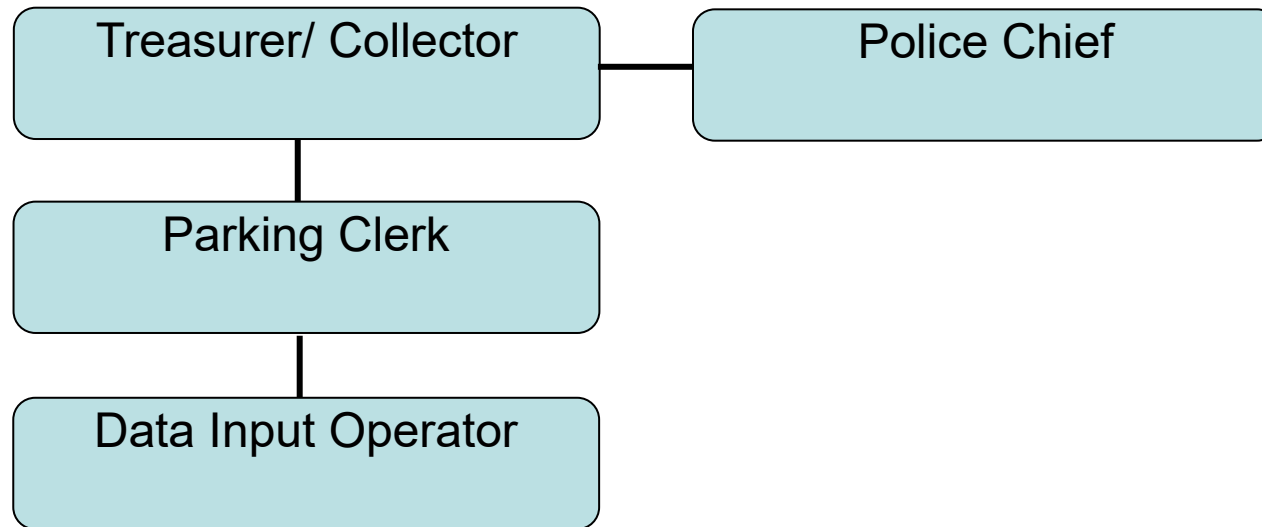 Treasurer/ Collector
Police Chief
Parking Clerk
Data Input Operator